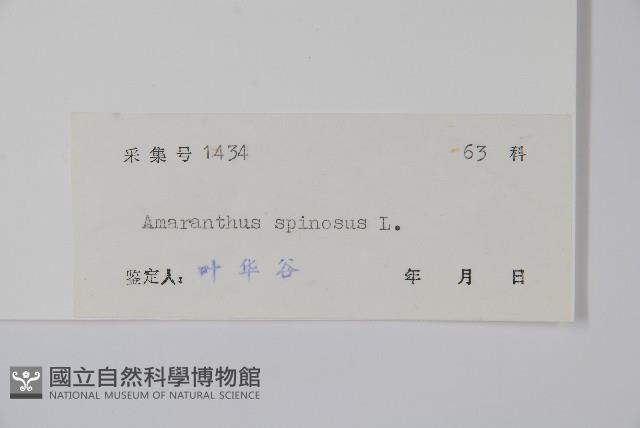 采集号 1434 63 科
Amaranthus spinosus L.
鉴定人: 叶华谷 年 月 日
國立自然科學博物館
NATIONAL MUSEUM OF NATURAL SCIENCE